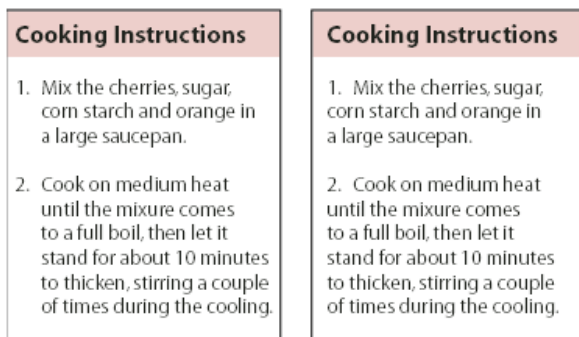 Cooking Instructions
1. Mix the cherries, sugar,
corn starch and orange in
a large saucepan.
2. Cook on medium heat
until the mixure comes
to a full boil, then let it
stand for about 10 minutes
to thicken, stirring a couple
of times during the cooling.
Cooking Instructions
1. Mix the cherries, sugar,
corn starch and orange in
a large saucepan.
2. Cook on medium heat
until the mixure comes
to a full boil, then let it
stand for about 10 minutes
to thicken, stirring a couple
of times during the cooling.